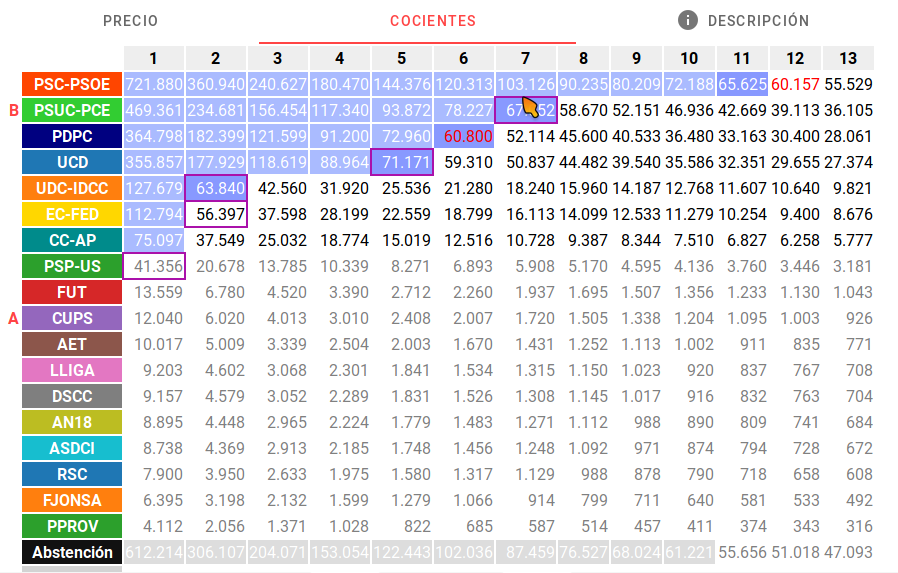 PRECIO COCIENTES i DESCRIPCIÓN
1 2 3 4 5 6 7 8 9 10 11 12 13
PSC-PSOE 721.880 360.940 240.627 180.470 144.376 120.313 103.126 90.235 80.209 72.188 65.625 60.157 55.529
B PSUC-PCE 469.361 234.681 156.454 117.340 93.872 78.227 58.670 52.151 46.936 42.669 39.113 36.105
PDPC 364.798 182.399 121.599 91.200 72.960 60.800 52.114 45.600 40.533 36.480 33.163 30.400 28.061
UCD 355.857 177.929 118.619 88.964 71.171 59.310 50.837 44.482 39.540 35.586 32.351 29.655 27.374
UDC-IDCC 127.679 63.840 42.560 31.920 25.536 21.280 18.240 15.960 14.187 12.768 11.607 10.640 9.821
EC-FED 112.794 56.397 37.598 28.199 22.559 18.799 16.113 14.099 12.533 11.279 10.254 9.400 8.676
CC-AP 75.097 37.549 25.032 18.774 15.019 12.516 10.728 9.387 8.344 7.510 6.827 6.258 5.777
PSP-US 41.356 20.678 13.785 10.339 8.271 6.893 5.908 5.170 4.595 4.136 3.760 3.446 3.181
FUT 13.559 6.780 4.520 3.390 2.712 2.260 1.937 1.695 1.507 1.356 1.233 1.130 1.043
A CUPS 12.040 6.020 4.013 3.010 2.408 2.007 1.720 1.505 1.338 1.204 1.095 1.003 926
AET 10.017 5.009 3.339 2.504 2.003 1.670 1.431 1.252 1.113 1.002 911 835 771
LLIGA 9.203 4.602 3.068 2.301 1.841 1.534 1.315 1.150 1.023 920 837 767 708
DSCC 9.157 4.579 3.052 2.289 1.831 1.526 1.308 1.145 1.017 916 832 763 704
AN18 8.895 4.448 2.965 2.224 1.779 1.483 1.271 1.112 988 890 809 741 684
ASDCI 8.738 4.369 2.913 2.185 1.748 1.456 1.248 1.092 971 874 794 728 672
RSC 7.900 3.950 2.633 1.975 1.580 1.317 1.129 988 878 790 718 658 608
FJONSA 6.395 3.198 2.132 1.599 1.279 1.066 914 799 711 640 581 533 492
PPROV 4.112 2.056 1.371 1.028 822 685 587 514 457 411 374 343 316
Abstención 612.214 306.107 204.071 153.054 122.443 102.036 87.459 76.527 68.024 61.221 55.656 51.018 47.093